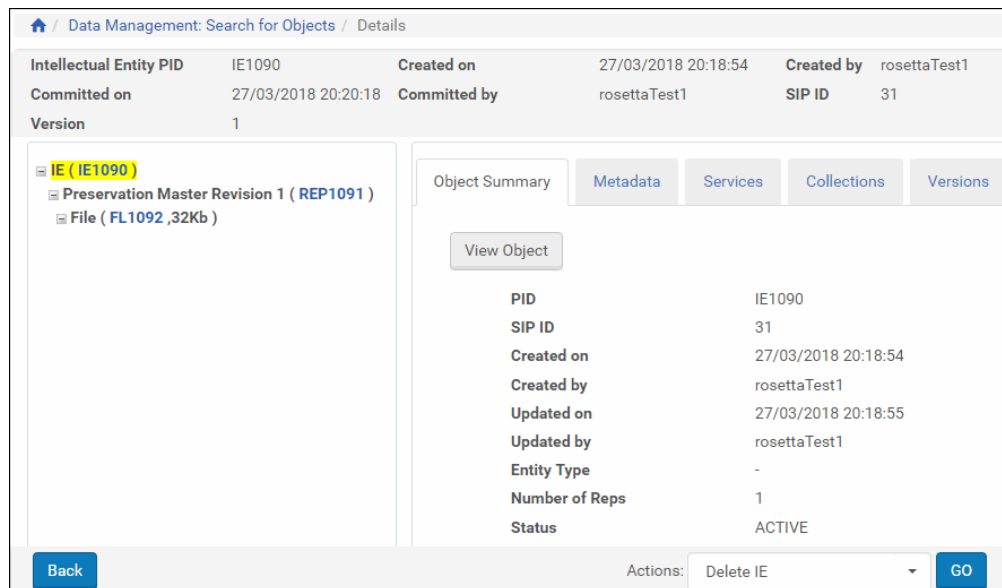 / Data Management: Search for Objects / Details
Intellectual Entity PID IE1090 Created on 27/03/2018 20:18:54 Created by rosettaTest1
Committed on 27/03/2018 20:20:18 Committed by rosettaTest1 SIP ID 31
Version 1
IE ( IE1090 )
Preservation Master Revision 1 ( REP1091 )
File ( FL1092 ,32Kb )
Object Summary Metadata Services Collections Versions
View Object
PID IE1090
SIP ID 31
Created on 27/03/2018 20:18:54
Created by rosettaTest1
Updated on 27/03/2018 20:18:55
Updated by rosettaTest1
Entity Type -
Number of Reps 1
Status ACTIVE
Back Actions: Delete IE GO